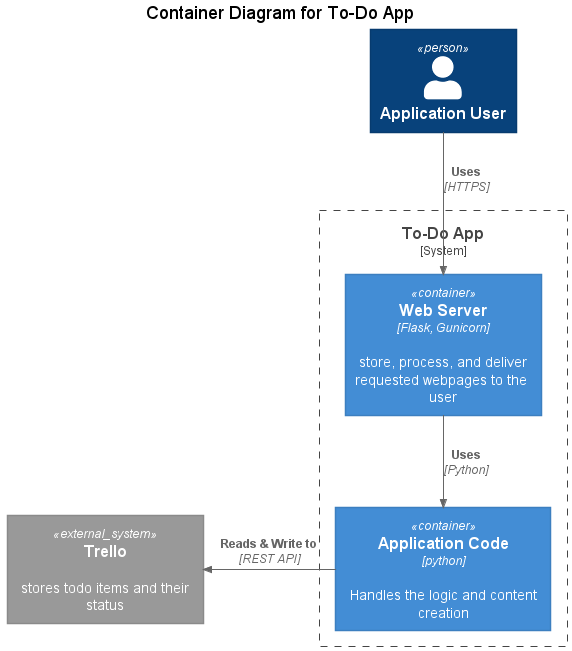 Container Diagram for To-Do App
«person»
Application User
Uses
[HTTPS]
To-Do App
[System]
«container»
Web Server
[Flask, Gunicorn]
store, process, and deliver
requested webpages to the
user
Uses
[Python]
«external_system»
Trello
stores todo items and their
status
Reads & Write to
[REST API]
«container»
Application Code
[python]
Handles the logic and content
creation